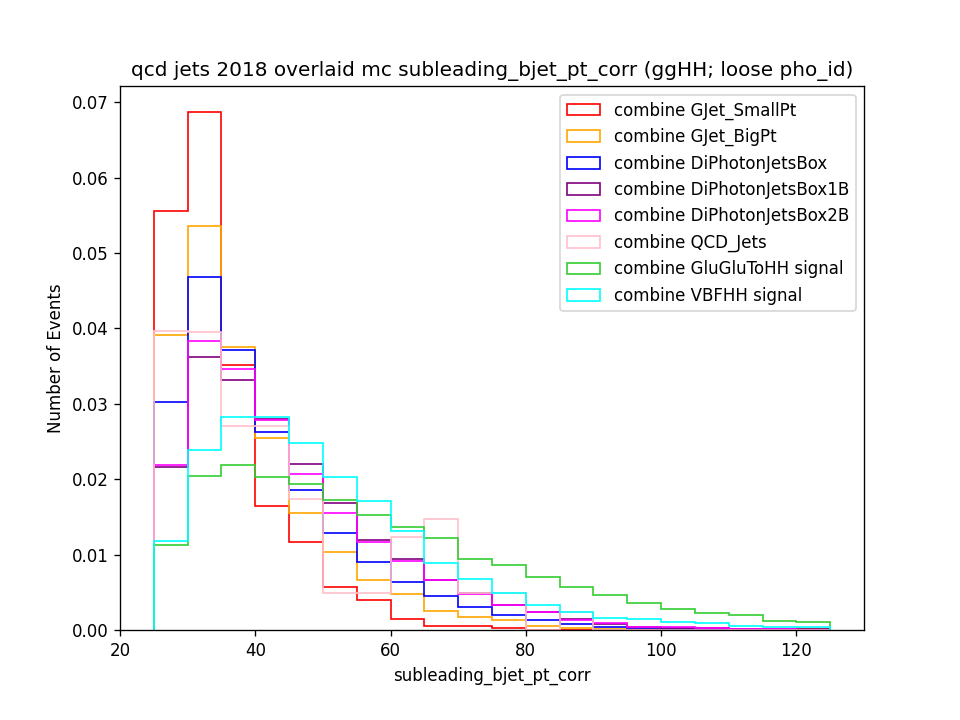 qcd jets 2018 overlaid mc subleading_bjet_pt_corr (ggHH; loose pho_id)
combine GJet_SmallPt
combine GJet_BigPt
combine DiPhotonJetsBox
combine DiPhotonJetsBox1B
combine DiPhotonJetsBox2B
combine QCD_Jets
combine GluGluToHH signal
combine VBFHH signal
Number of Events
0.07
0.06
0.05
0.04
0.03
0.02
0.01
0.00
20 40 60 80 100 120
subleading_bjet_pt_corr